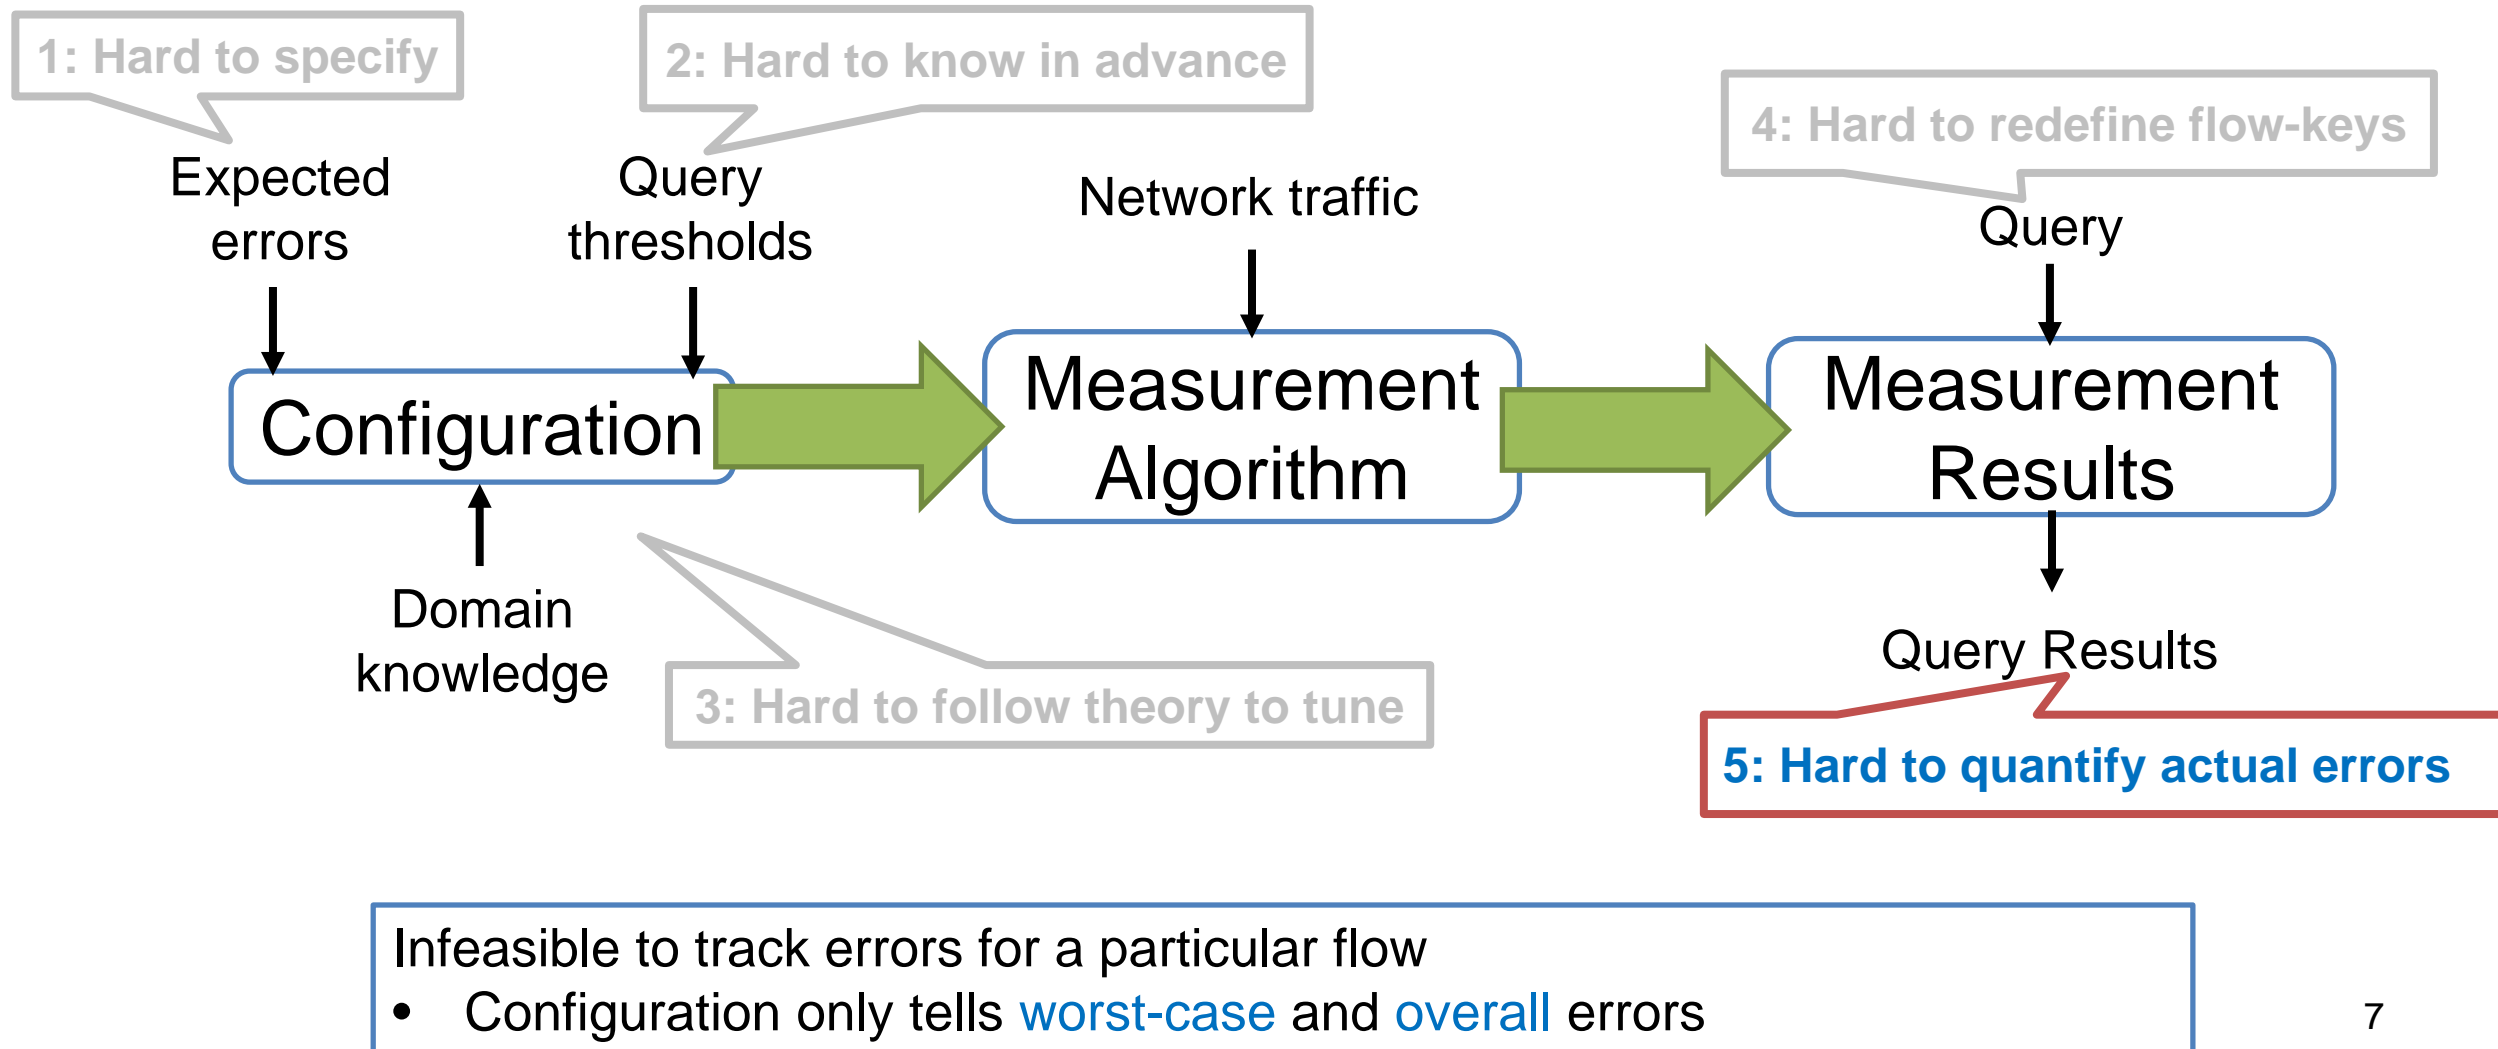 1: Hard to specify
2: Hard to know in advance
4: Hard to redefine flow-keys
Expected
errors
Query
thresholds
Network traffic
Query
Configuration
Measurement
Algorithm
Measurement
Results
Domain
knowledge
3: Hard to follow theory to tune
Query Results
5: Hard to quantify actual errors
Infeasible to track errors for a particular flow
• Configuration only tells worst-case and overall errors
7